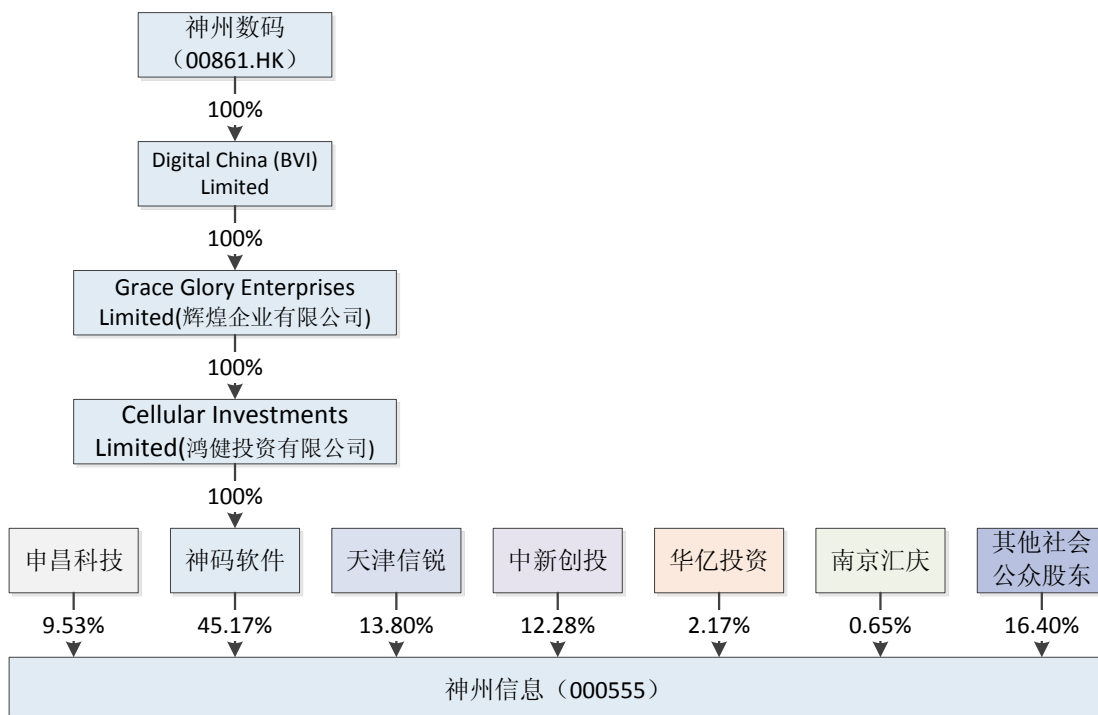 神州数码
（00861.HK）
100%
Digital China (BVI)
Limited
100%
Grace Glory Enterprises
Limited(辉煌企业有限公司)
100%
Cellular Investments
Limited(鸿健投资有限公司)
100%
申昌科技
神码软件
天津信锐
中新创投
华亿投资
南京汇庆
其他社会
公众股东
9.53%
45.17%
13.80%
12.28%
2.17%
0.65%
16.40%
神州信息（000555）